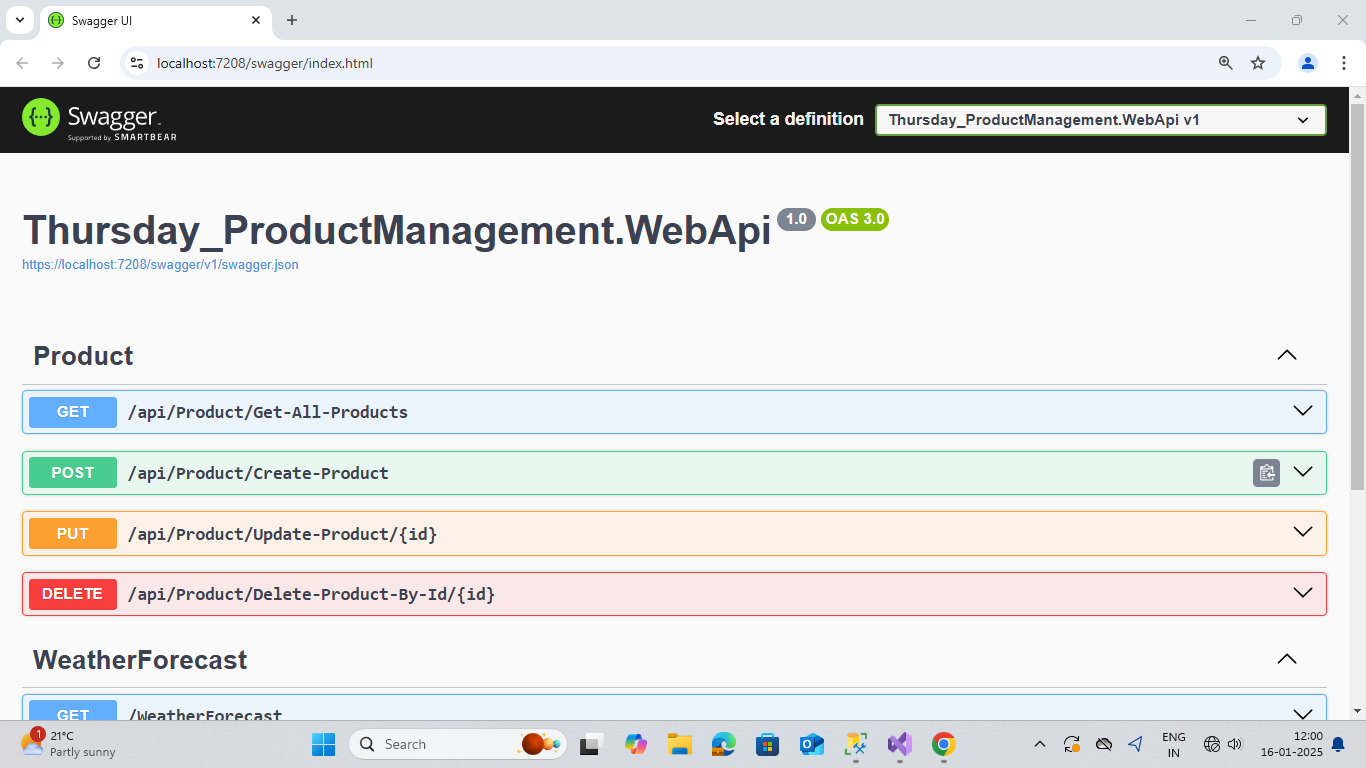 Swagger UI
localhost:7208/swagger/index.html
Swagger
Supported by SMARTBEAR
Select a definition
Thursday_ProductManagement.WebApi v1
Thursday_ProductManagement.WebApi 1.0 OAS 3.0
https://localhost:7208/swagger/v1/swagger.json
Product
GET /api/Product/Get-All-Products
POST /api/Product/Create-Product
PUT /api/Product/Update-Product/{id}
DELETE /api/Product/Delete-Product-By-Id/{id}
WeatherForecast
GET /WeatherForecast
1
21°C
Partly sunny
Search
ENG
IN
12:00
16-01-2025